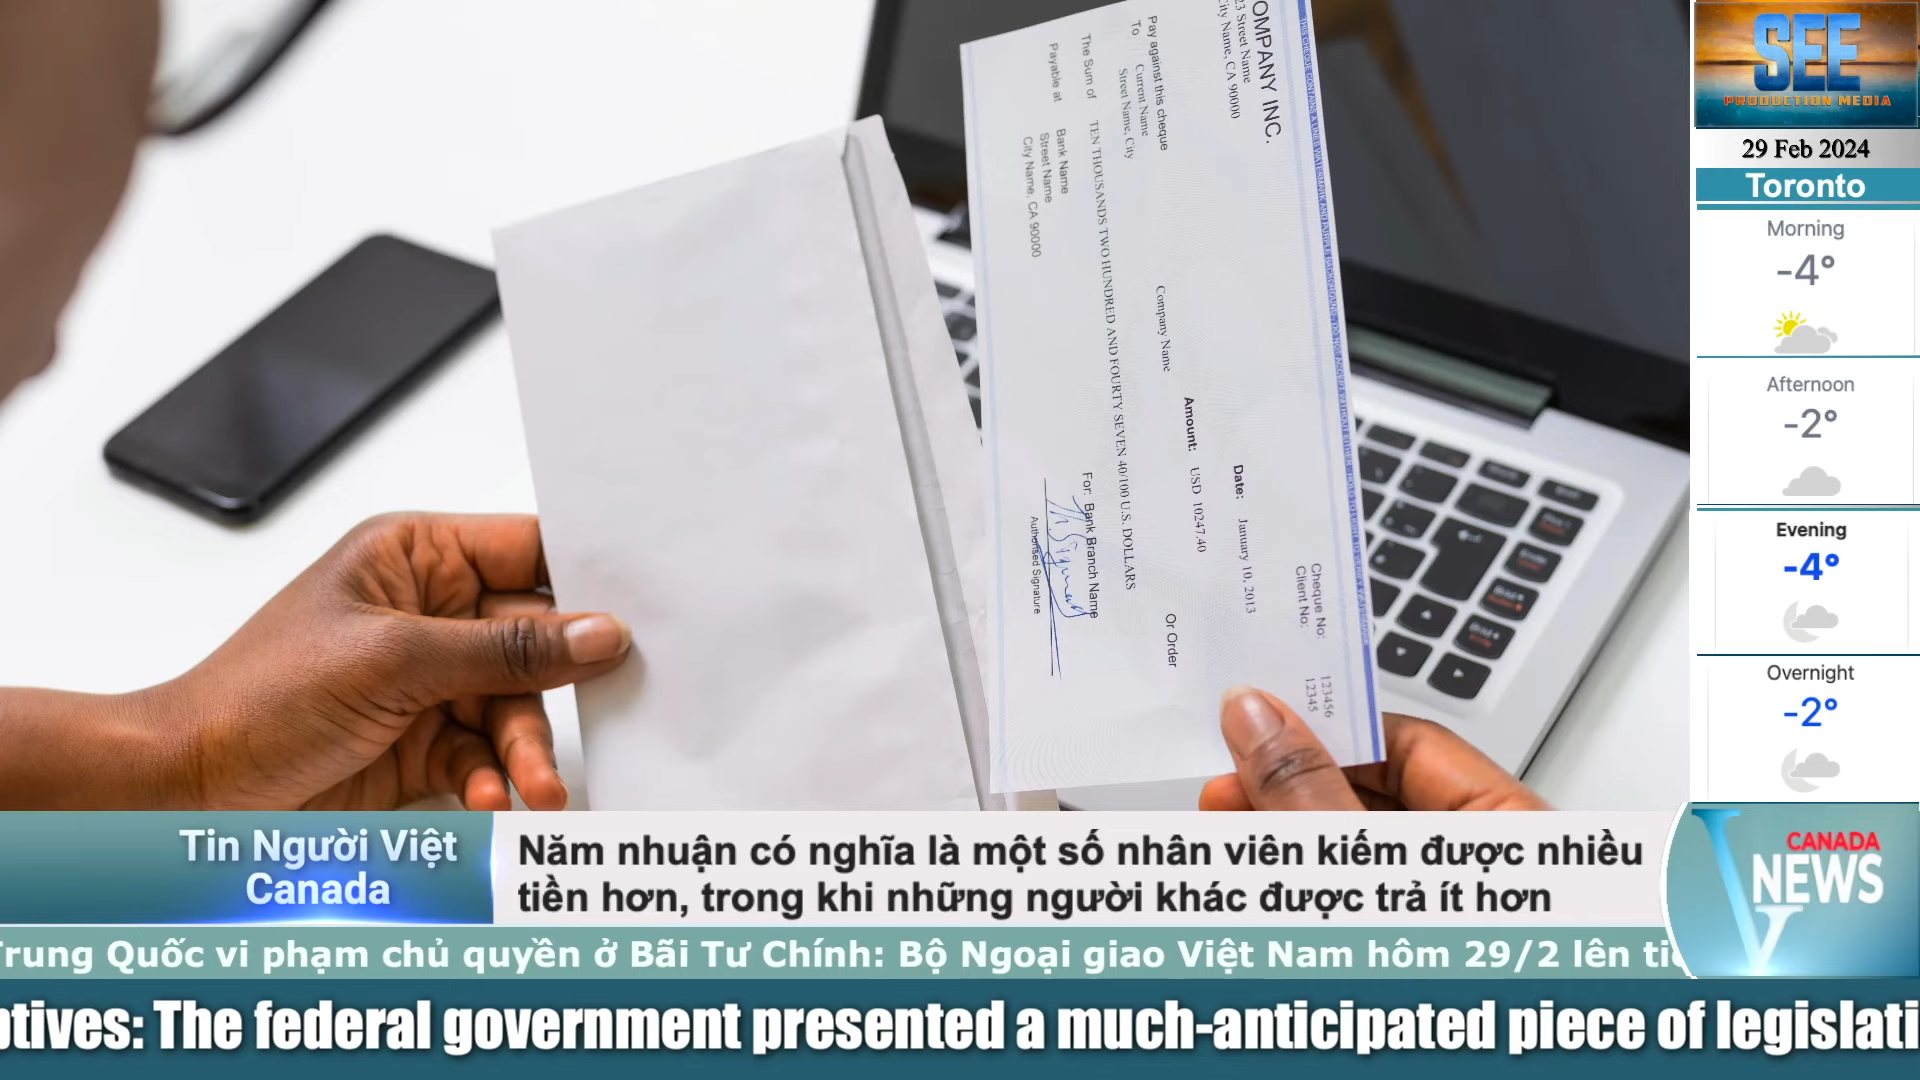 COMPANY INC.
23 Street Name
City Name, CA 90000
Cheque No: 123456
Client No: 12345
Date: January 10, 2013
Amount: USD 10247.40
Pay against this cheque
To Current Name
Street Name, City
Company Name
Or Order
The Sum of TEN THOUSANDS TWO HUNDRED AND FOURTY SEVEN 40/100 U.S. DOLLARS
Payable at Bank Name
Street Name
City Name, CA 90000
For: Bank Branch Name
Authorised Signature
SEE
PRODUCTION MEDIA
29 Feb 2024
Toronto
Morning
-4°
Afternoon
-2°
Evening
-4°
Overnight
-2°
Tin Người Việt
Canada
Năm nhuận có nghĩa là một số nhân viên kiếm được nhiều
tiền hơn, trong khi những người khác được trả ít hơn
V
CANADA
NEWS
Trung Quốc vi phạm chủ quyền ở Bãi Tư Chính: Bộ Ngoại giao Việt Nam hôm 29/2 lên
ptives: The federal government presented a much-anticipated piece of legislati